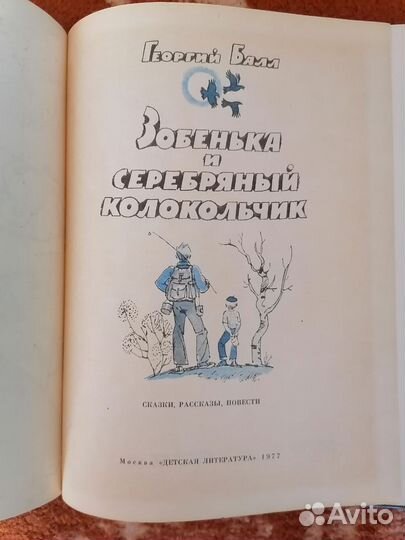 Георгий Балл
Зобенька
и
серебряный
колокольчик
СКАЗКИ, РАССКАЗЫ, ПОВЕСТИ
Москва «ДЕТСКАЯ ЛИТЕРАТУРА» 1977
Avito